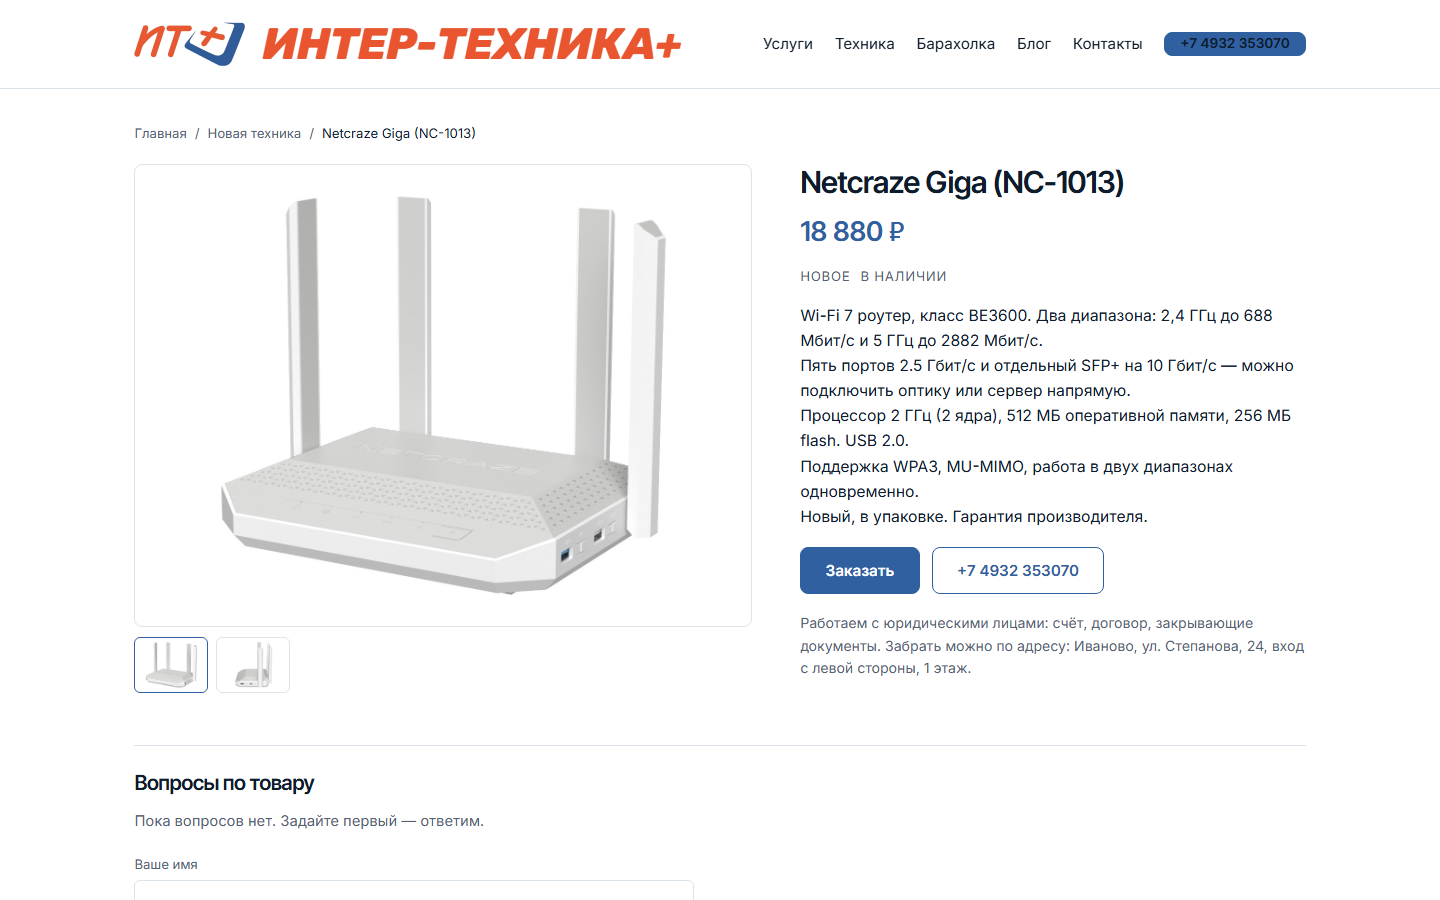 ИТ+ ИНТЕР-ТЕХНИКА+
Услуги Техника Барахолка Блог Контакты +7 4932 353070
Главная / Новая техника / Netcraze Giga (NC-1013)
NETCRAZE
Netcraze Giga (NC-1013)
18 880 ₽
НОВОЕ В НАЛИЧИИ
Wi-Fi 7 роутер, класс BE3600. Два диапазона: 2,4 ГГц до 688
Мбит/с и 5 ГГц до 2882 Мбит/с.
Пять портов 2.5 Гбит/с и отдельный SFP+ на 10 Гбит/с — можно
подключить оптику или сервер напрямую.
Процессор 2 ГГц (2 ядра), 512 МБ оперативной памяти, 256 МБ
flash. USB 2.0.
Поддержка WPA3, MU-MIMO, работа в двух диапазонах
одновременно.
Новый, в упаковке. Гарантия производителя.
Заказать +7 4932 353070
Работаем с юридическими лицами: счёт, договор, закрывающие
документы. Забрать можно по адресу: Иваново, ул. Степанова, 24, вход
с левой стороны, 1 этаж.
Вопросы по товару
Пока вопросов нет. Задайте первый — ответим.
Ваше имя